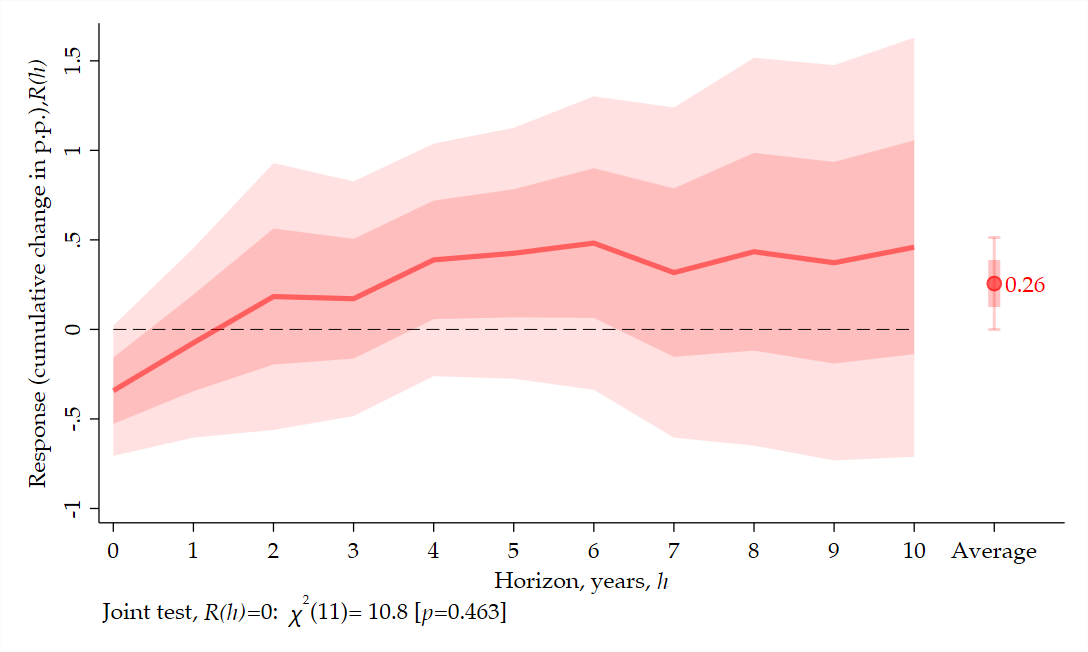 Response (cumulative change in p.p.),R(h)
1.5
1
.5
0
-.5
-1
0 1 2 3 4 5 6 7 8 9 10 Average
0.26
Horizon, years, h
Joint test, R(h)=0: χ²(11)= 10.8 [p=0.463]